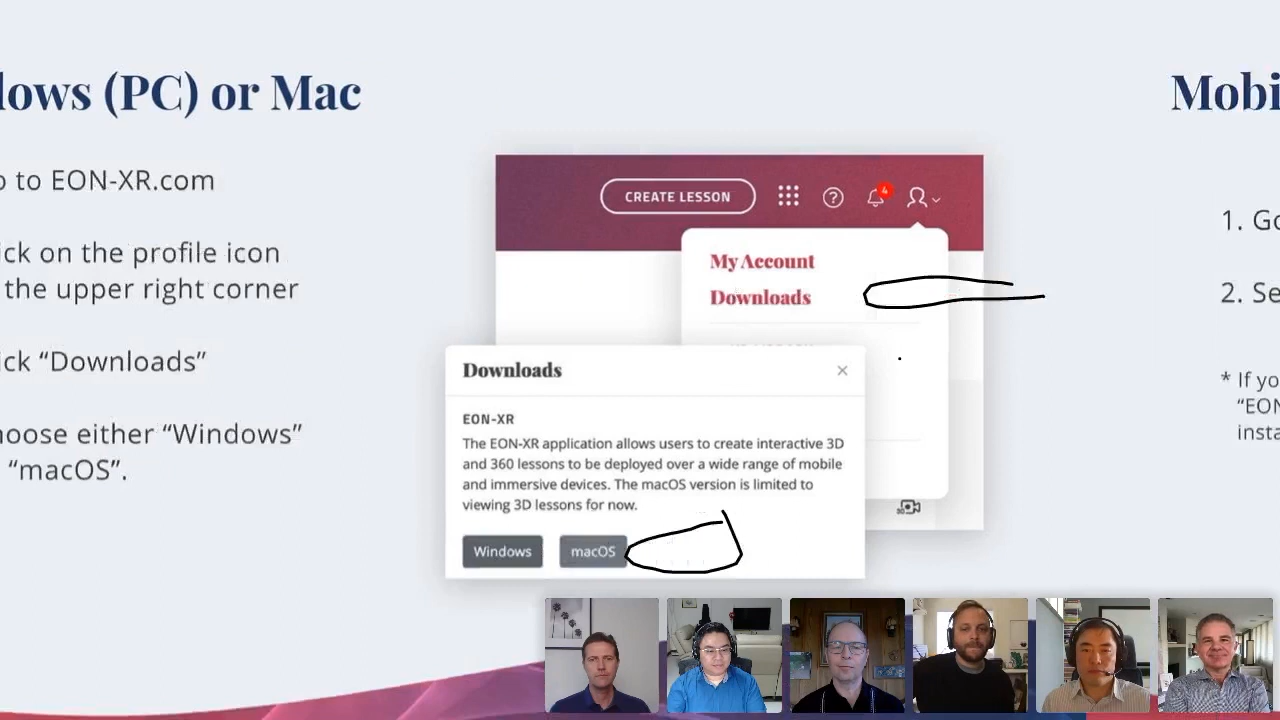 lows (PC) or Mac
to EON-XR.com
ick on the profile icon
the upper right corner
ick “Downloads”
hoose either “Windows”
“macOS”.
CREATE LESSON
4
My Account
Downloads
Downloads
EON-XR
The EON-XR application allows users to create interactive 3D
and 360 lessons to be deployed over a wide range of mobile
and immersive devices. The macOS version is limited to
viewing 3D lessons for now.
Windows
macOS
Mobi
1. Go
2. Se
* If yo
“EON
insta